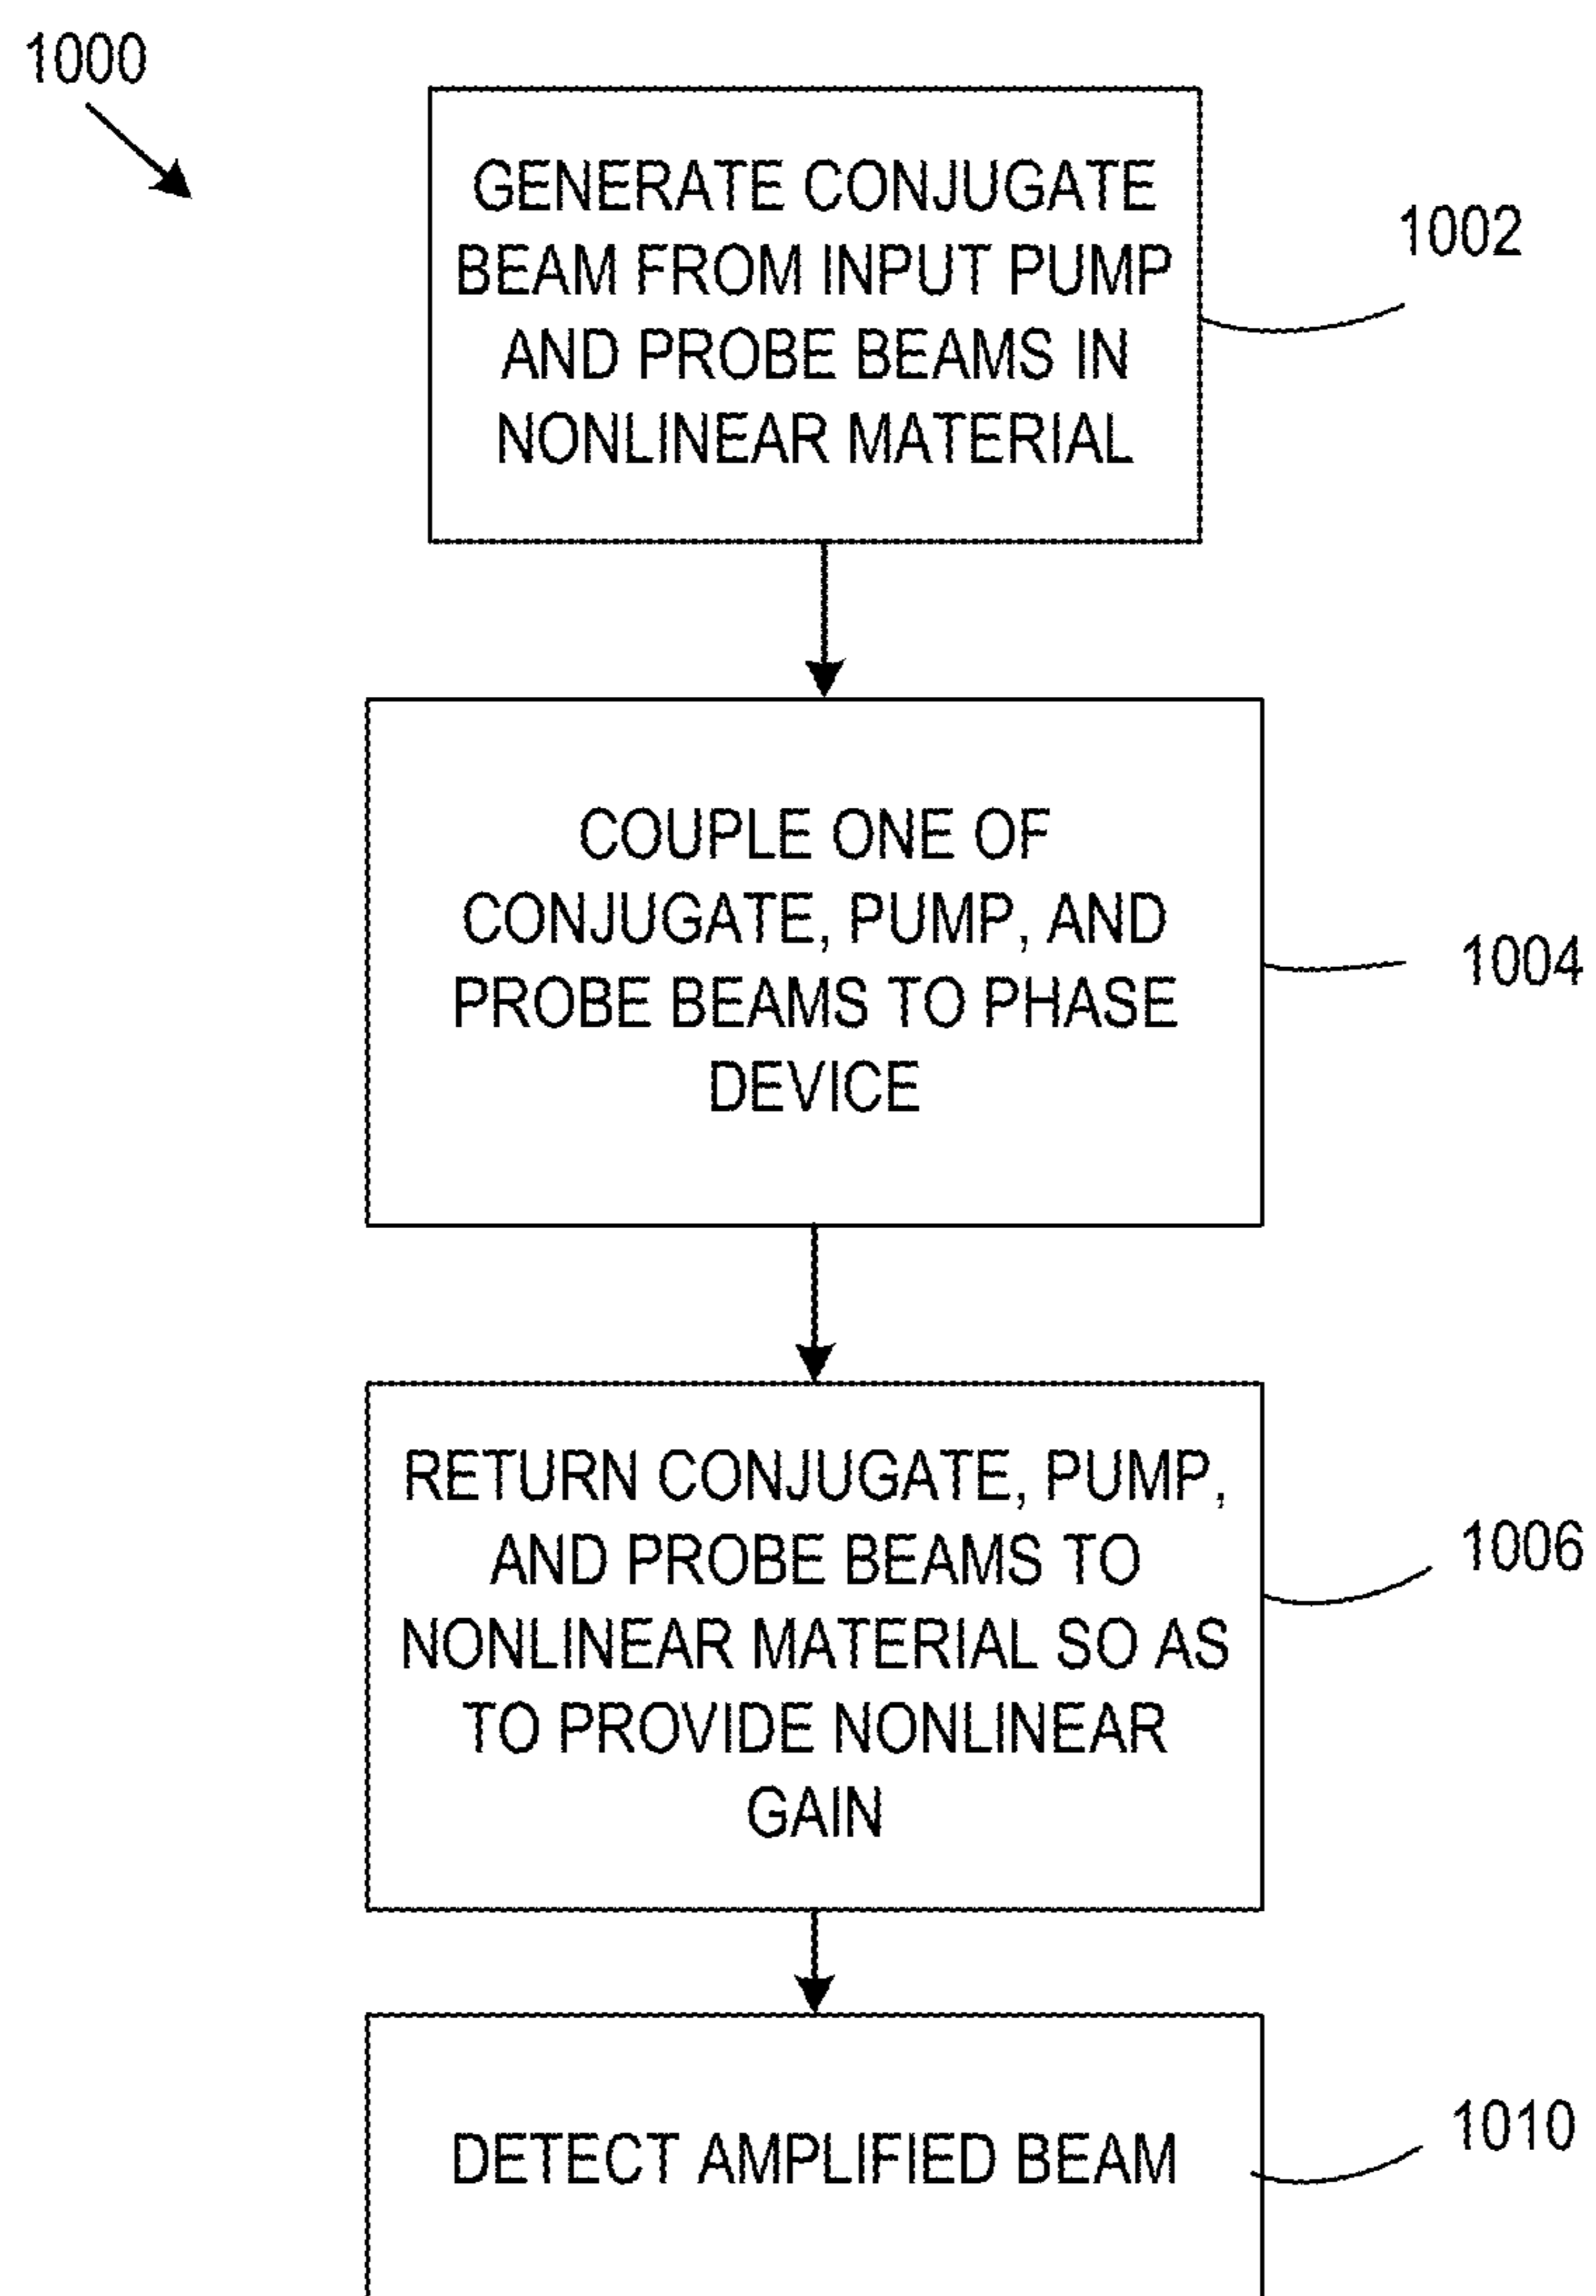 1000
GENERATE CONJUGATE
BEAM FROM INPUT PUMP
AND PROBE BEAMS IN
NONLINEAR MATERIAL
1002
COUPLE ONE OF
CONJUGATE, PUMP, AND
PROBE BEAMS TO PHASE
DEVICE
1004
RETURN CONJUGATE, PUMP,
AND PROBE BEAMS TO
NONLINEAR MATERIAL SO AS
TO PROVIDE NONLINEAR
GAIN
1006
DETECT AMPLIFIED BEAM
1010